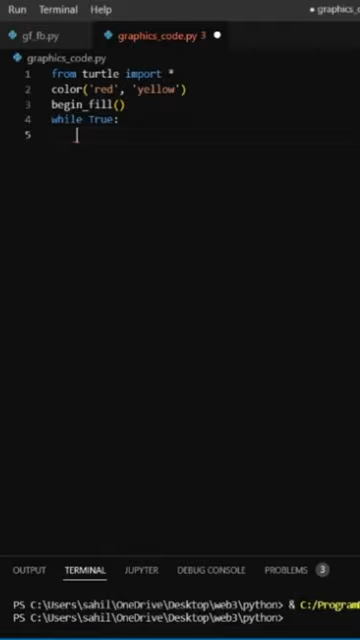 Run Terminal Help
graphics_co
gf_fb.py graphics_code.py 3
graphics_code.py
1 from turtle import *
2 color('red', 'yellow')
3 begin_fill()
4 while True:
5
OUTPUT TERMINAL JUPYTER DEBUG CONSOLE PROBLEMS 3
PS C:\Users\sahil\OneDrive\Desktop\web3\python> & C:/Program
PS C:\Users\sahil\OneDrive\Desktop\web3\python>